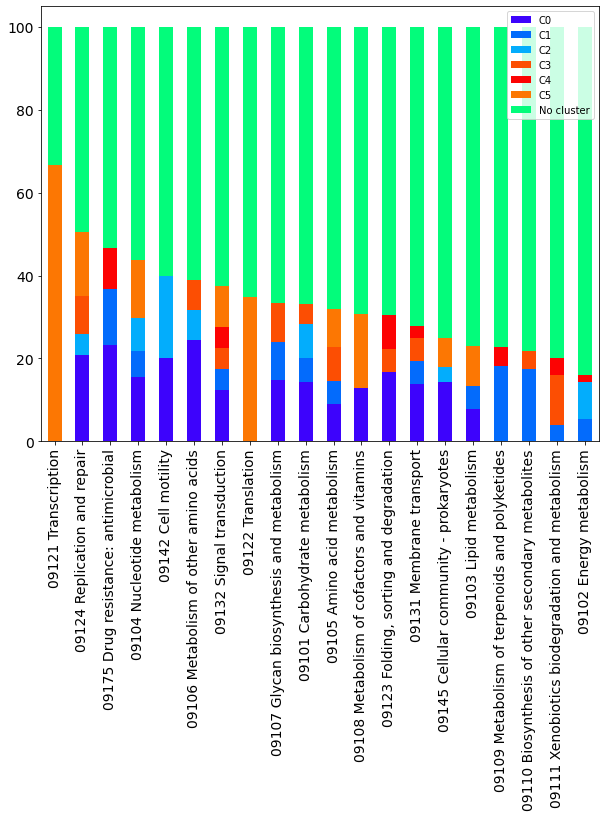 100
80
60
40
20
0
C0
C1
C2
C3
C4
C5
No cluster
09121 Transcription
09124 Replication and repair
09175 Drug resistance: antimicrobial
09104 Nucleotide metabolism
09142 Cell motility
09106 Metabolism of other amino acids
09132 Signal transduction
09122 Translation
09107 Glycan biosynthesis and metabolism
09101 Carbohydrate metabolism
09105 Amino acid metabolism
09108 Metabolism of cofactors and vitamins
09123 Folding, sorting and degradation
09131 Membrane transport
09145 Cellular community - prokaryotes
09103 Lipid metabolism
09109 Metabolism of terpenoids and polyketides
09110 Biosynthesis of other secondary metabolites
09111 Xenobiotics biodegradation and metabolism
09102 Energy metabolism